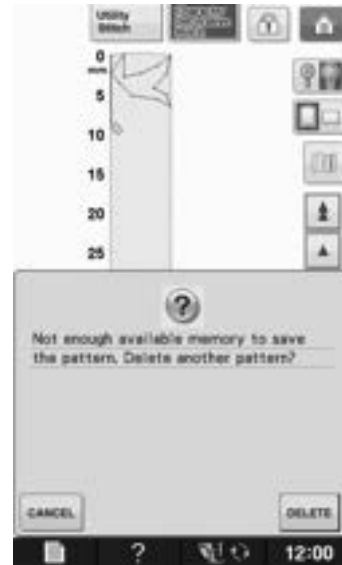 Utility
Stitch
0
mm
5
10
15
20
25
?
Not enough available memory to save
the pattern. Delete another pattern?
CANCEL
DELETE
?
12:00